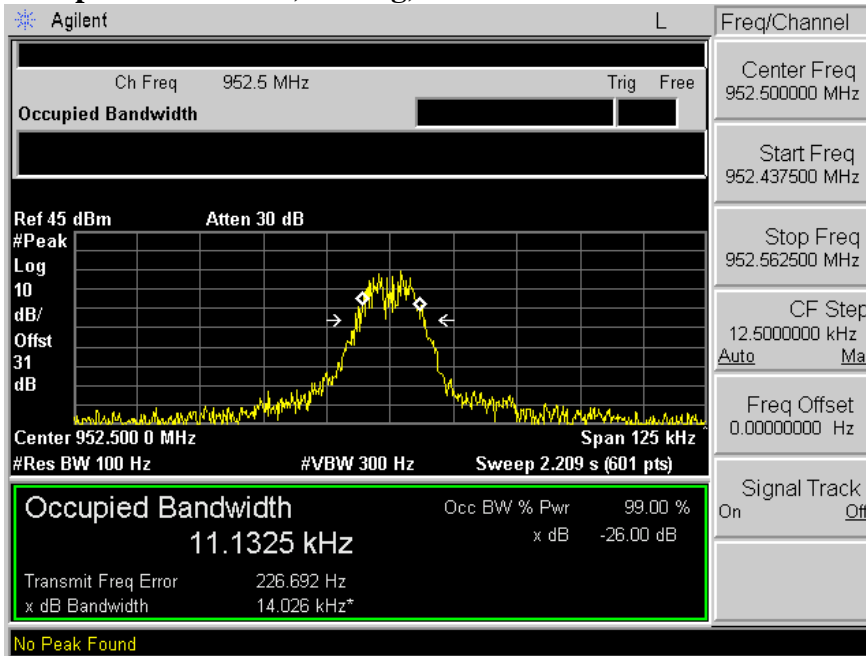 Agilent L
Freq/Channel
Ch Freq 952.5 MHz Trig Free
Occupied Bandwidth
Center Freq
952.500000 MHz
Start Freq
952.437500 MHz
Stop Freq
952.562500 MHz
CF Step
12.5000000 kHz
Auto Ma
Freq Offset
0.00000000 Hz
Signal Track
On Off
Ref 45 dBm Atten 30 dB
#Peak
Log
10
dB/
Offst
31
dB
Center 952.500 0 MHz Span 125 kHz
#Res BW 100 Hz #VBW 300 Hz Sweep 2.209 s (601 pts)
Occupied Bandwidth Occ BW % Pwr 99.00 %
11.1325 kHz x dB -26.00 dB
Transmit Freq Error 226.692 Hz
x dB Bandwidth 14.026 kHz*
No Peak Found